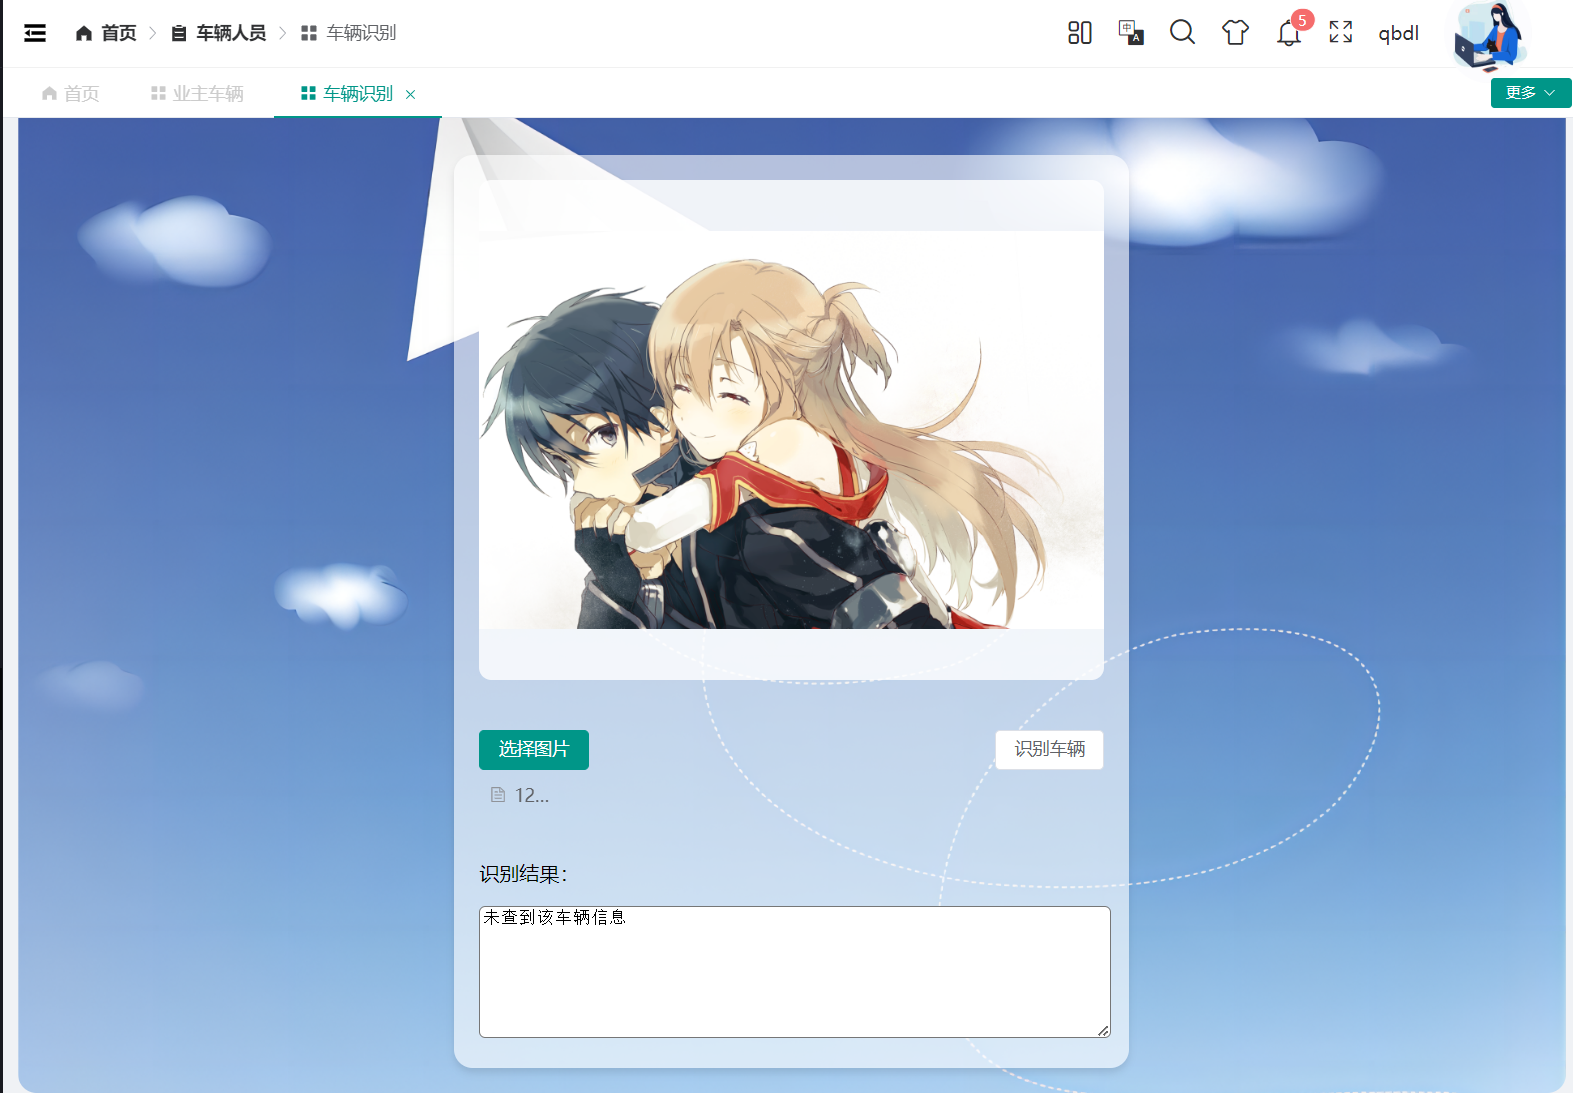 首页 车辆人员 车辆识别 中 A 5 qbdl
首页 业主车辆 车辆识别 更多
选择图片 识别车辆
12...
识别结果：
未查到该车辆信息